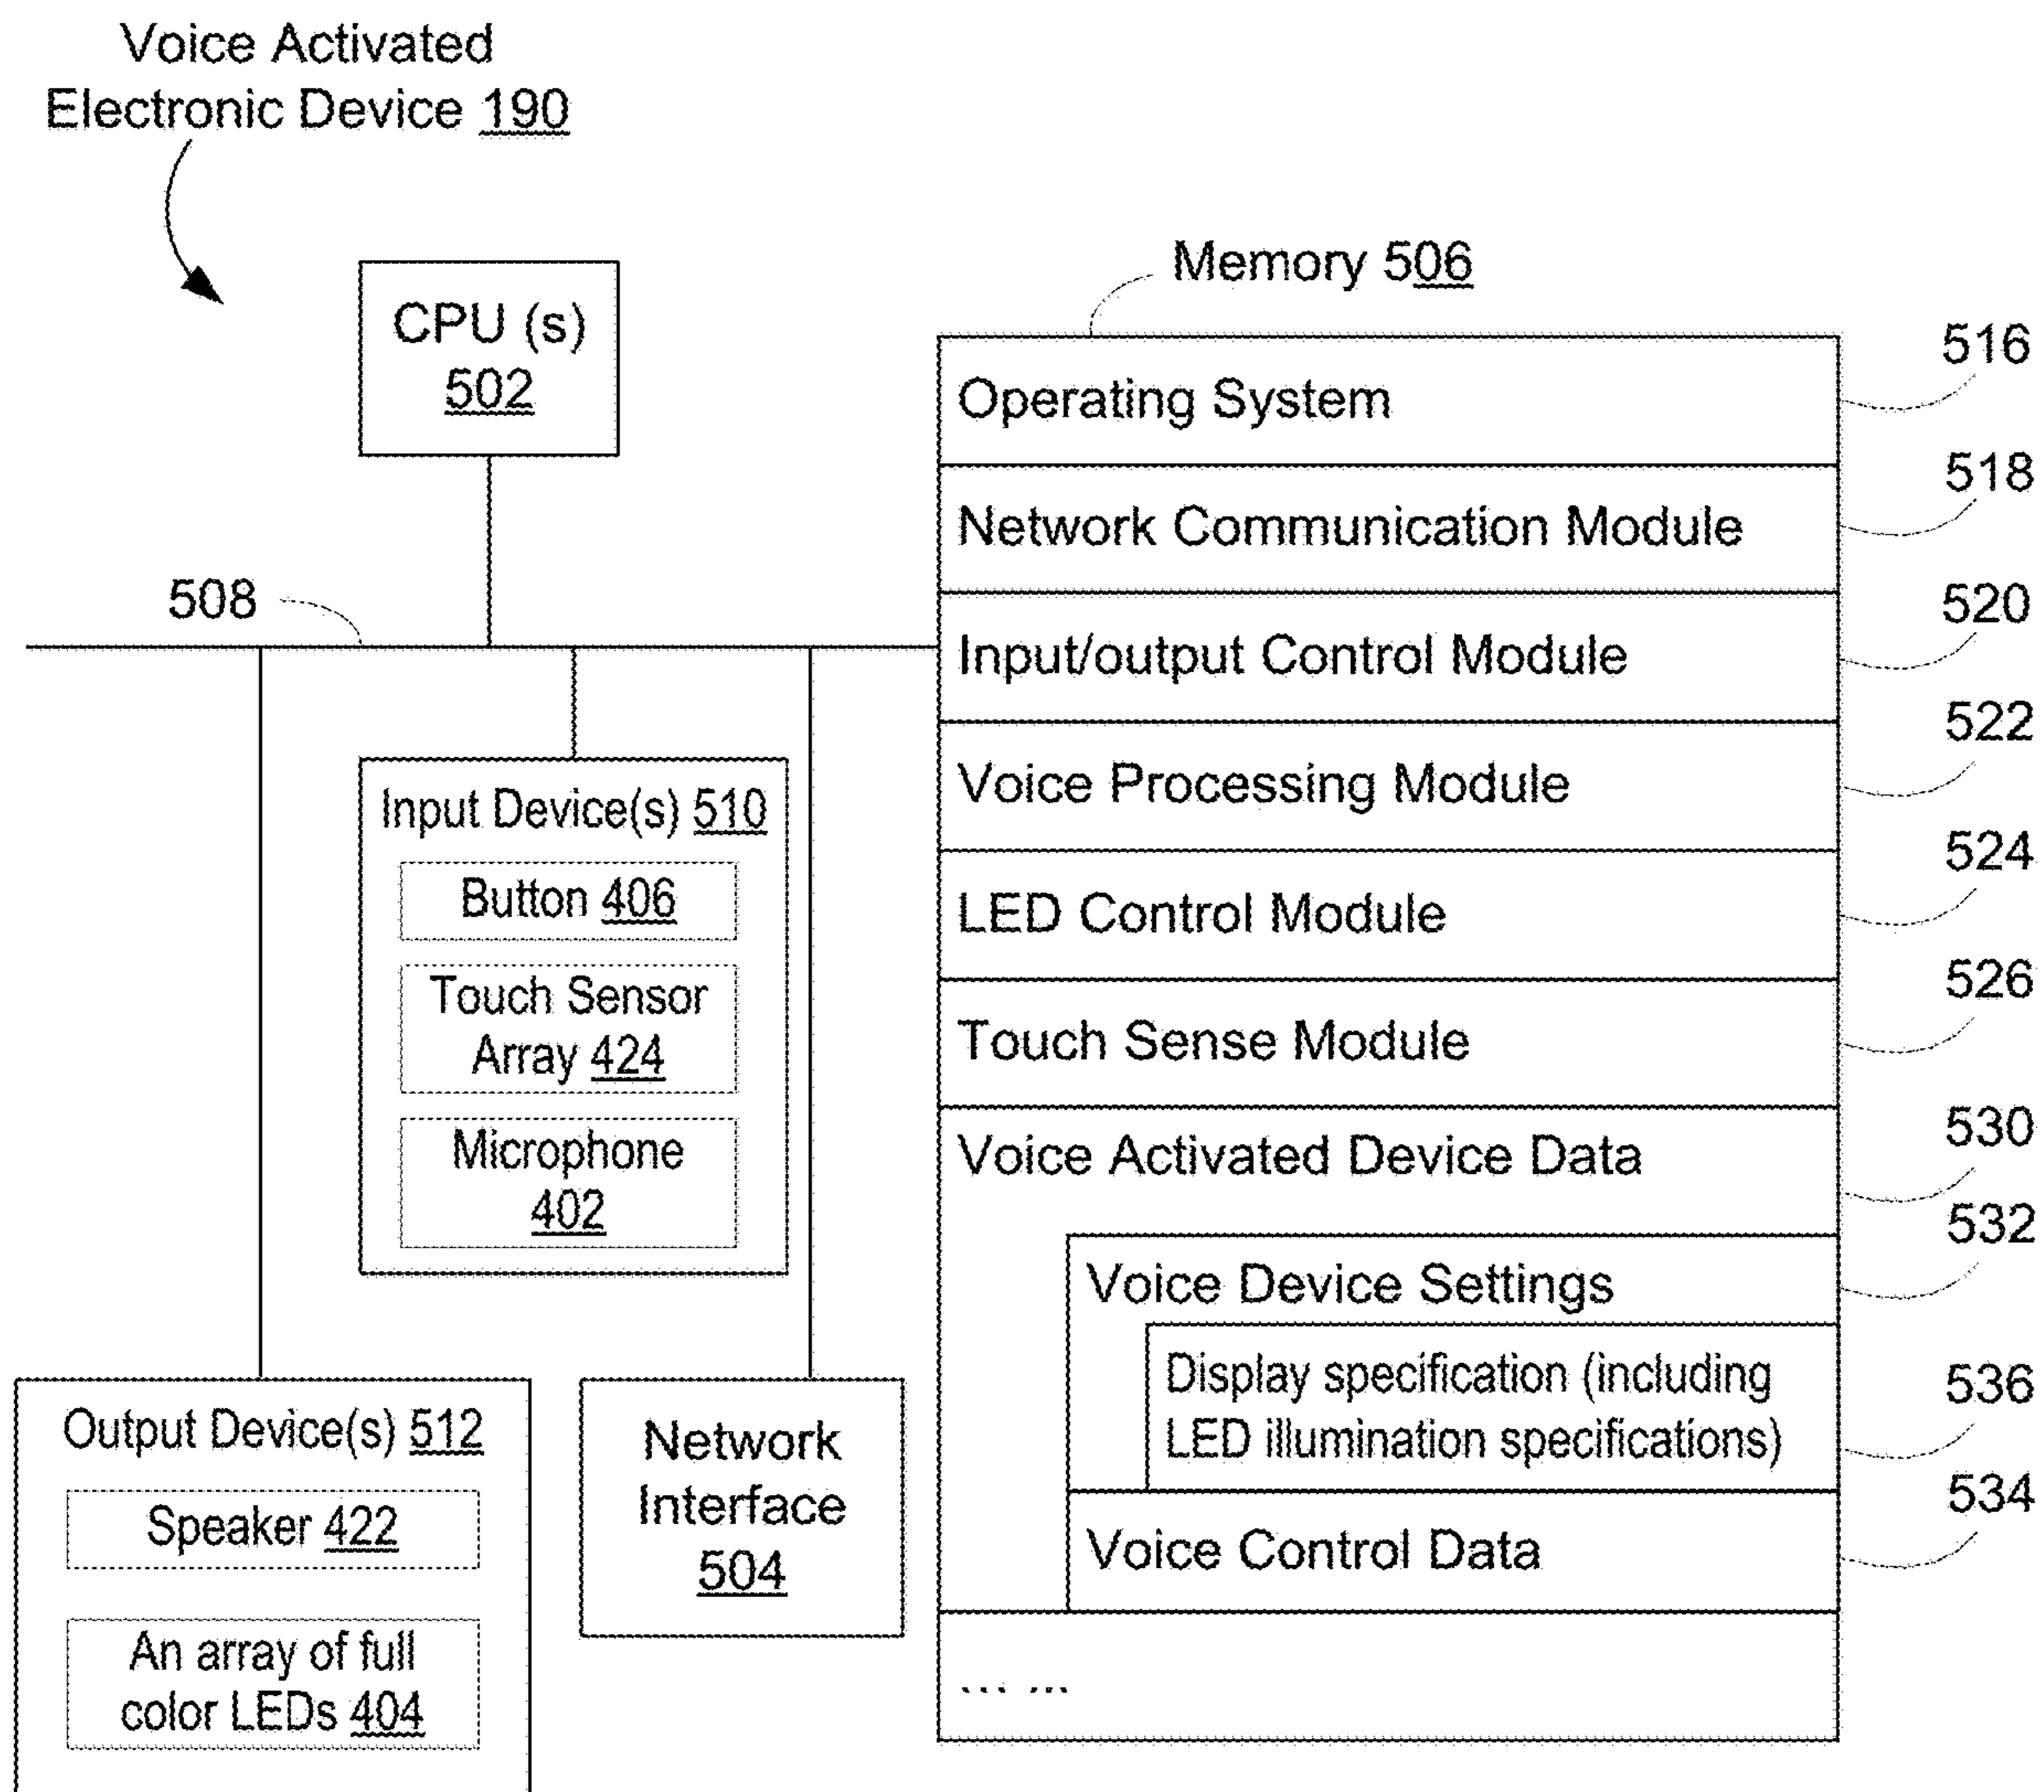 Voice Activated
Electronic Device 190
CPU (s)
502
508
Input Device(s) 510
Button 406
Touch Sensor
Array 424
Microphone
402
Output Device(s) 512
Speaker 422
An array of full
color LEDs 404
Network
Interface
504
Memory 506
Operating System
516
Network Communication Module
518
Input/output Control Module
520
Voice Processing Module
522
LED Control Module
524
Touch Sense Module
526
Voice Activated Device Data
530
Voice Device Settings
532
Display specification (including
LED illumination specifications)
536
Voice Control Data
534
... ...